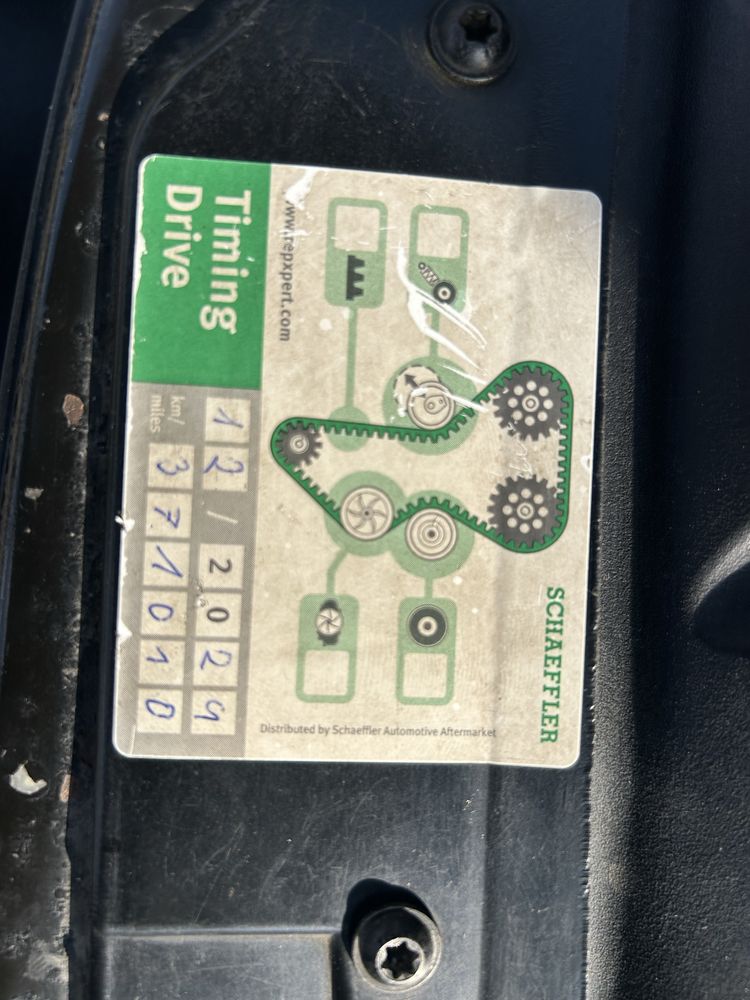 SCHAEFFLER
www.repxpert.com
Distributed by Schaeffler Automotive Aftermarket
Timing
Drive
12/2024
km/
miles
371010